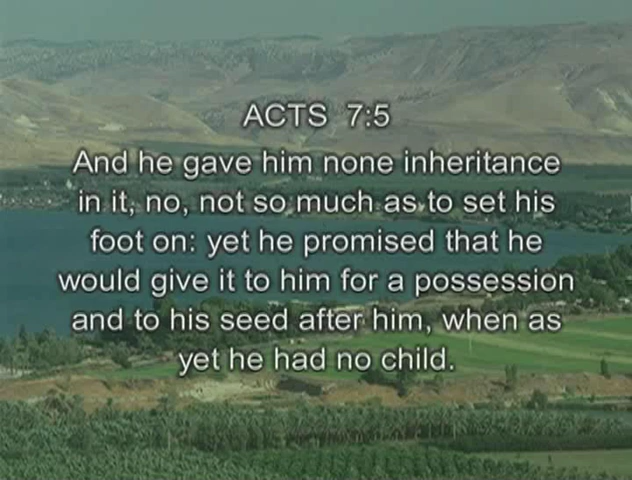 ACTS 7:5
And he gave him none inheritance
in it, no, not so much as to set his
foot on: yet he promised that he
would give it to him for a possession
and to his seed after him, when as
yet he had no child.